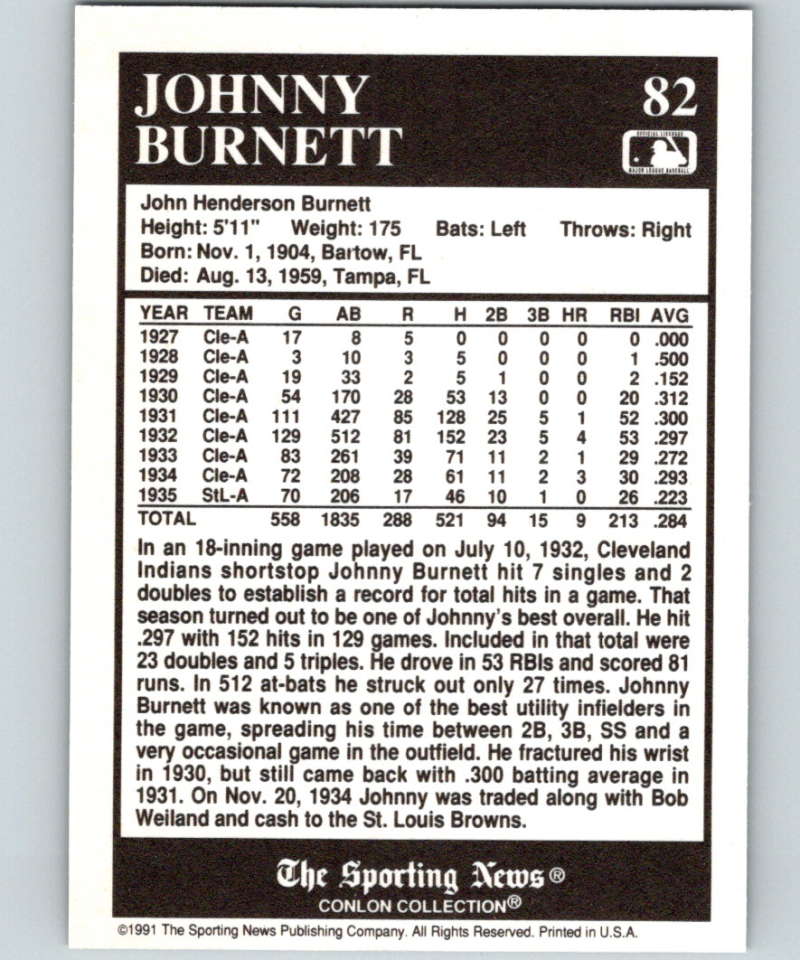 JOHNNY 82
BURNETT
OFFICIAL LICENSEE
MAJOR LEAGUE BASEBALL
John Henderson Burnett
Height: 5'11" Weight: 175 Bats: Left Throws: Right
Born: Nov. 1, 1904, Bartow, FL
Died: Aug. 13, 1959, Tampa, FL
YEAR TEAM G AB R H 2B 3B HR RBI AVG
1927 Cle-A 17 8 5 0 0 0 0 0 .000
1928 Cle-A 3 10 3 5 0 0 0 1 .500
1929 Cle-A 19 33 2 5 1 0 0 2 .152
1930 Cle-A 54 170 28 53 13 0 0 20 .312
1931 Cle-A 111 427 85 128 25 5 1 52 .300
1932 Cle-A 129 512 81 152 23 5 4 53 .297
1933 Cle-A 83 261 39 71 11 2 1 29 .272
1934 Cle-A 72 208 28 61 11 2 3 30 .293
1935 StL-A 70 206 17 46 10 1 0 26 .223
TOTAL 558 1835 288 521 94 15 9 213 .284
In an 18-inning game played on July 10, 1932, Cleveland
Indians shortstop Johnny Burnett hit 7 singles and 2
doubles to establish a record for total hits in a game. That
season turned out to be one of Johnny's best overall. He hit
.297 with 152 hits in 129 games. Included in that total were
23 doubles and 5 triples. He drove in 53 RBIs and scored 81
runs. In 512 at-bats he struck out only 27 times. Johnny
Burnett was known as one of the best utility infielders in
the game, spreading his time between 2B, 3B, SS and a
very occasional game in the outfield. He fractured his wrist
in 1930, but still came back with .300 batting average in
1931. On Nov. 20, 1934 Johnny was traded along with Bob
Weiland and cash to the St. Louis Browns.
The Sporting News®
CONLON COLLECTION®
©1991 The Sporting News Publishing Company. All Rights Reserved. Printed in U.S.A.